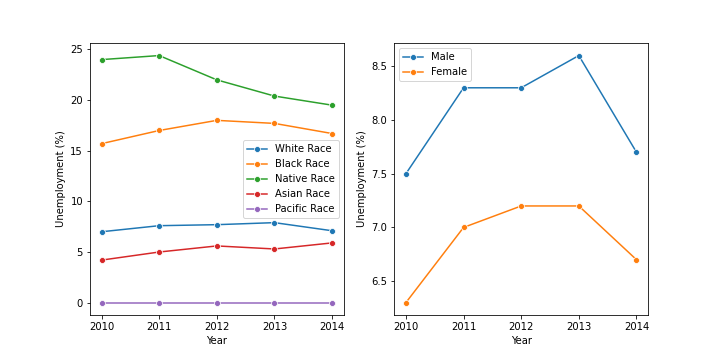 25
20
15
10
5
0
Unemployment (%)
2010 2011 2012 2013 2014
Year
White Race
Black Race
Native Race
Asian Race
Pacific Race
8.5
8.0
7.5
7.0
6.5
Unemployment (%)
2010 2011 2012 2013 2014
Year
Male
Female